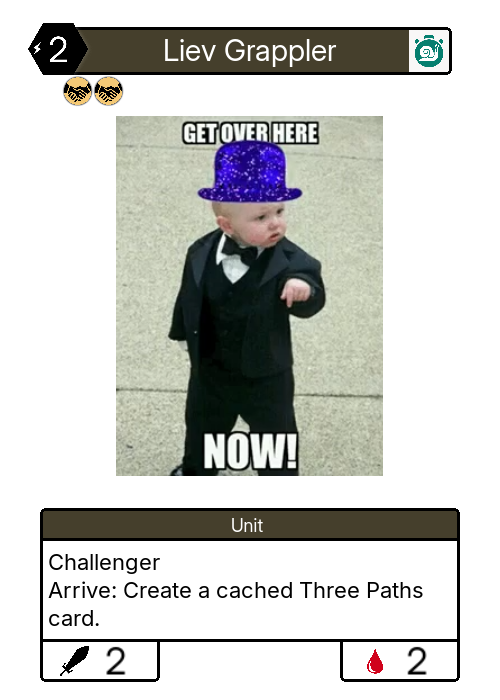 2
Liev Grappler
GET OVER HERE
NOW!
Unit
Challenger
Arrive: Create a cached Three Paths
card.
2
2